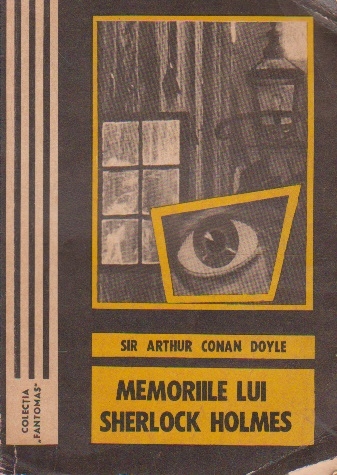 SIR ARTHUR CONAN DOYLE
MEMORIILE LUI
SHERLOCK HOLMES
COLECȚIA
„FANTOMAS”